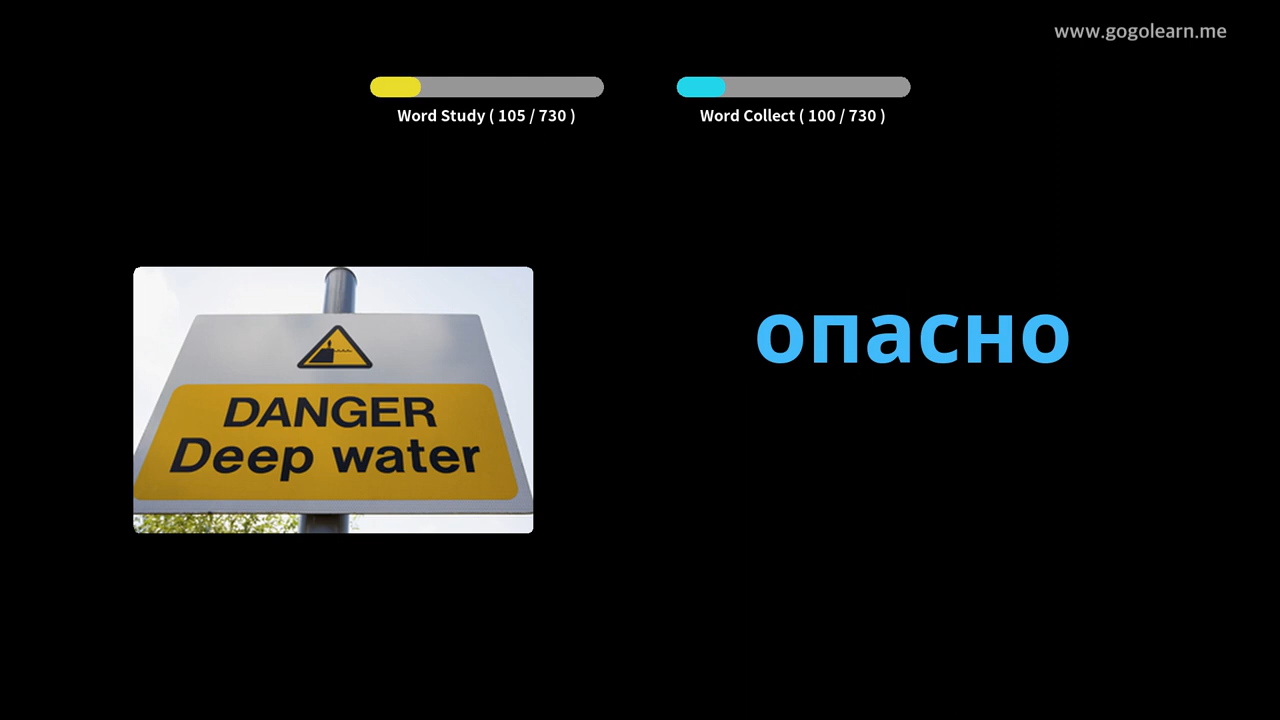 www.gogolearn.me
Word Study ( 105 / 730 )
Word Collect ( 100 / 730 )
DANGER
Deep water
опасно